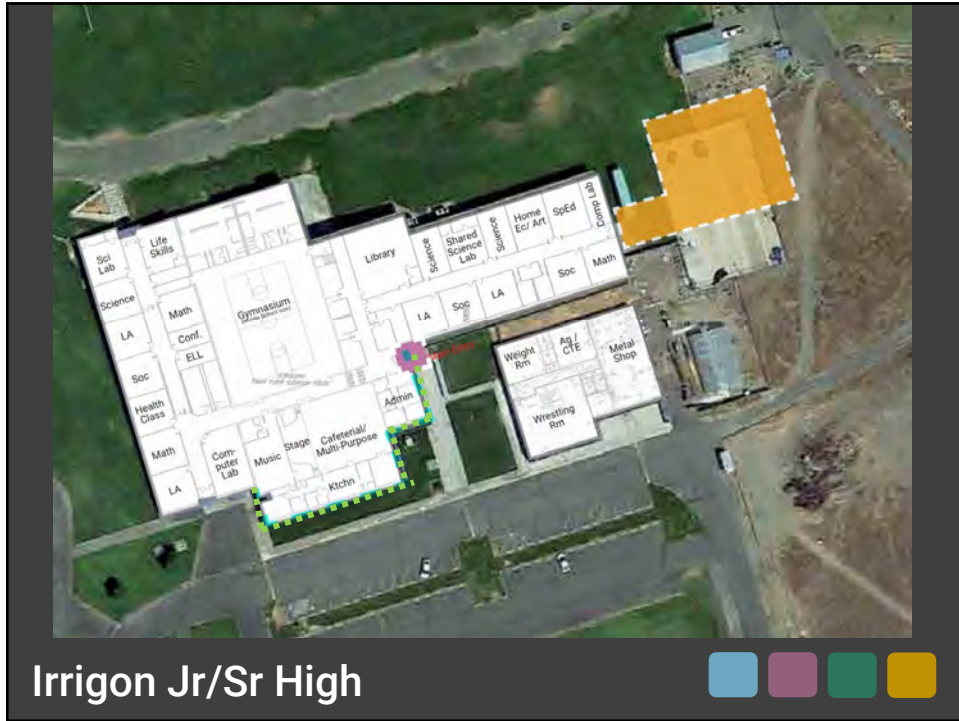 Life
Skills
Sci
Lab
Science
LA
Soc
Health
Class
Math
LA
Math
Conf.
ELL
Gymnasium
Library
Science
Shared
Science
Lab
Science
Home
Ec/ Art
SpEd
Comp Lab
LA
Soc
LA
Soc
Math
Admin
Com-
puter
Lab
Music
Stage
Cafeterial/
Multi-Purpose
Ktchn
Weight
Rm
Ag /
CTE
Metal
Shop
Wrestling
Rm
Irrigon Jr/Sr High